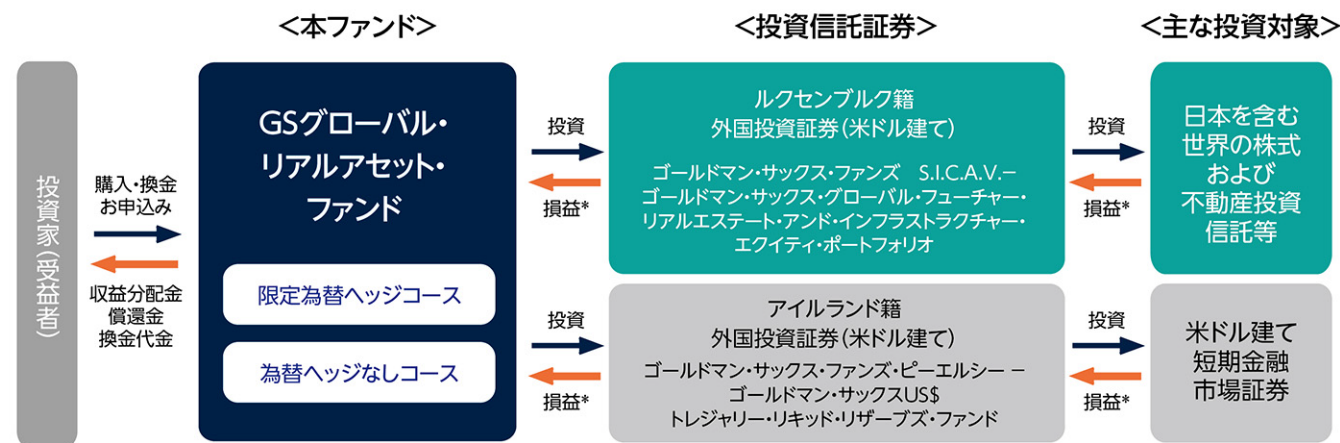 <本ファンド>
<投資信託証券>
<主な投資対象>
投資家(受益者)
購入・換金
お申込み
収益分配金
償還金
換金代金
GSグローバル・
リアルアセット・
ファンド
限定為替ヘッジコース
為替ヘッジなしコース
投資
損益*
ルクセンブルク籍
外国投資証券(米ドル建て)
ゴールドマン・サックス・ファンズ S.I.C.A.V.−
ゴールドマン・サックス・グローバル・フューチャー・
リアルエステート・アンド・インフラストラクチャー・
エクイティ・ポートフォリオ
投資
損益*
日本を含む
世界の株式
および
不動産投資
信託等
投資
損益*
アイルランド籍
外国投資証券(米ドル建て)
ゴールドマン・サックス・ファンズ・ピーエルシー −
ゴールドマン・サックスUS$
トレジャリー・リキッド・リザーブズ・ファンド
投資
損益*
米ドル建て
短期金融
市場証券